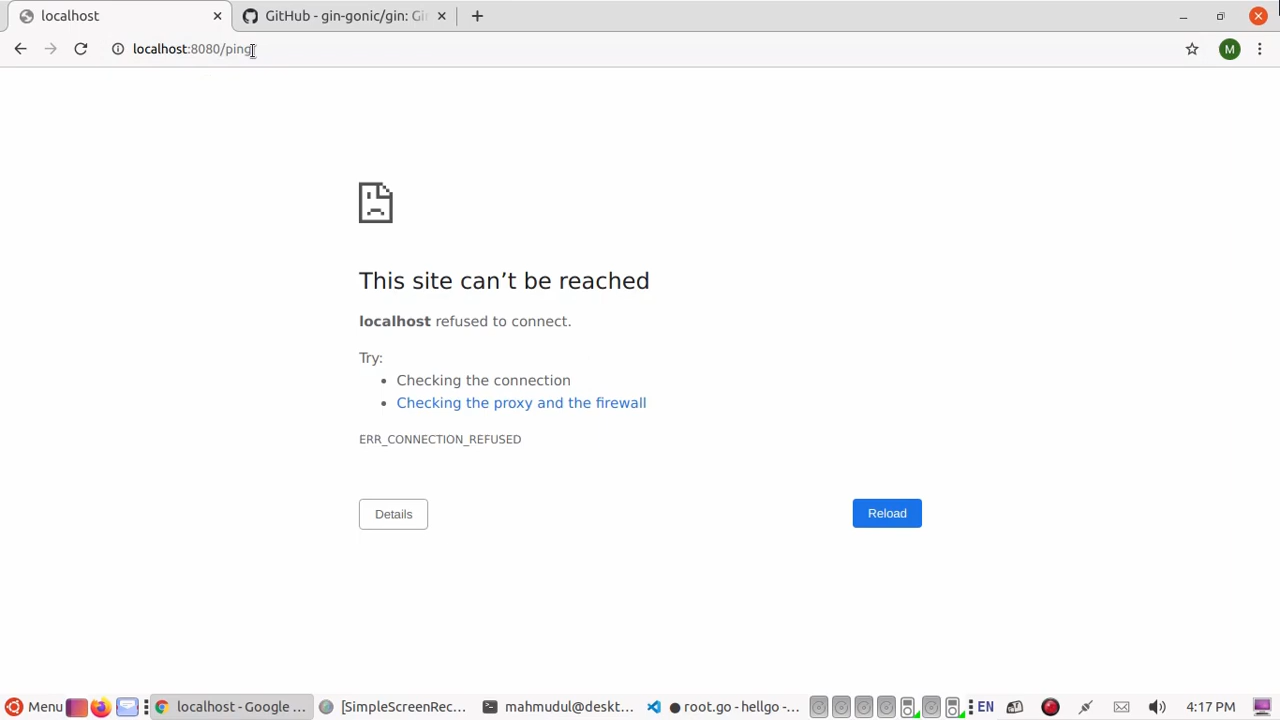 localhost
GitHub - gin-gonic/gin: Gi
localhost:8080/ping
M
This site can't be reached
localhost refused to connect.
Try:
Checking the connection
Checking the proxy and the firewall
ERR_CONNECTION_REFUSED
Details
Reload
Menu
localhost - Google ...
[SimpleScreenRec...
mahmudul@deskt...
● root.go - hellgo -...
EN
4:17 PM